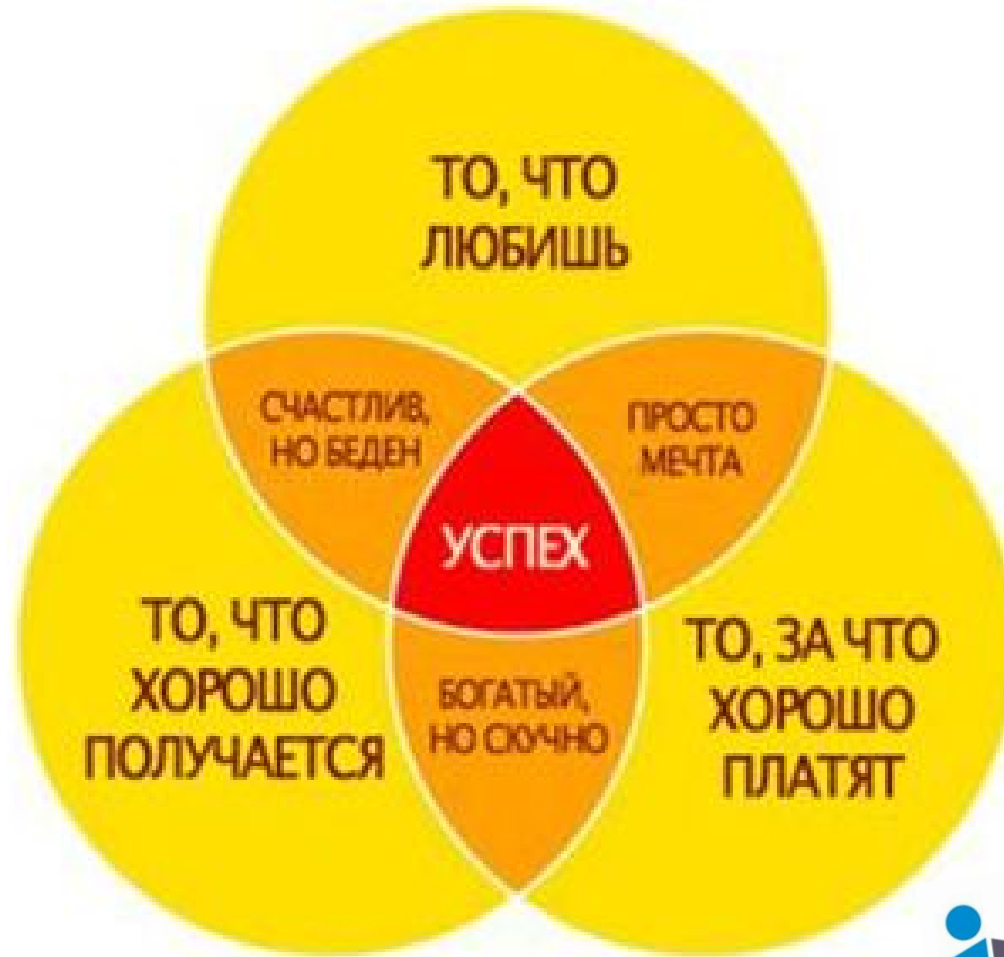 ТО, ЧТО
ЛЮБИШЬ
СЧАСТЛИВ,
НО БЕДЕН
ПРОСТО
МЕЧТА
УСПЕХ
ТО, ЧТО
ХОРОШО
ПОЛУЧАЕТСЯ
БОГАТЫЙ,
НО СКУЧНО
ТО, ЗА ЧТО
ХОРОШО
ПЛАТЯТ